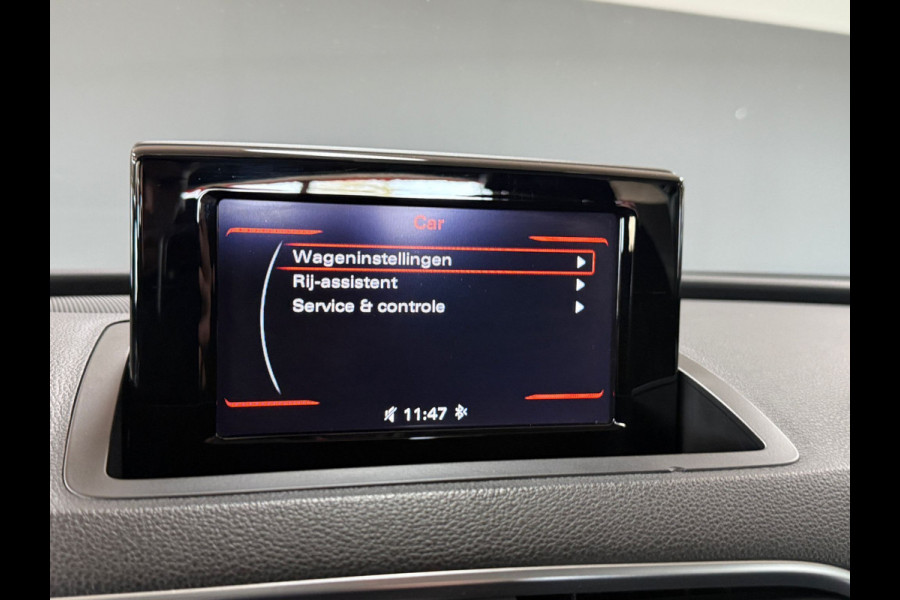 Car
Wageninstellingen
Rij-assistent
Service & controle
11:47